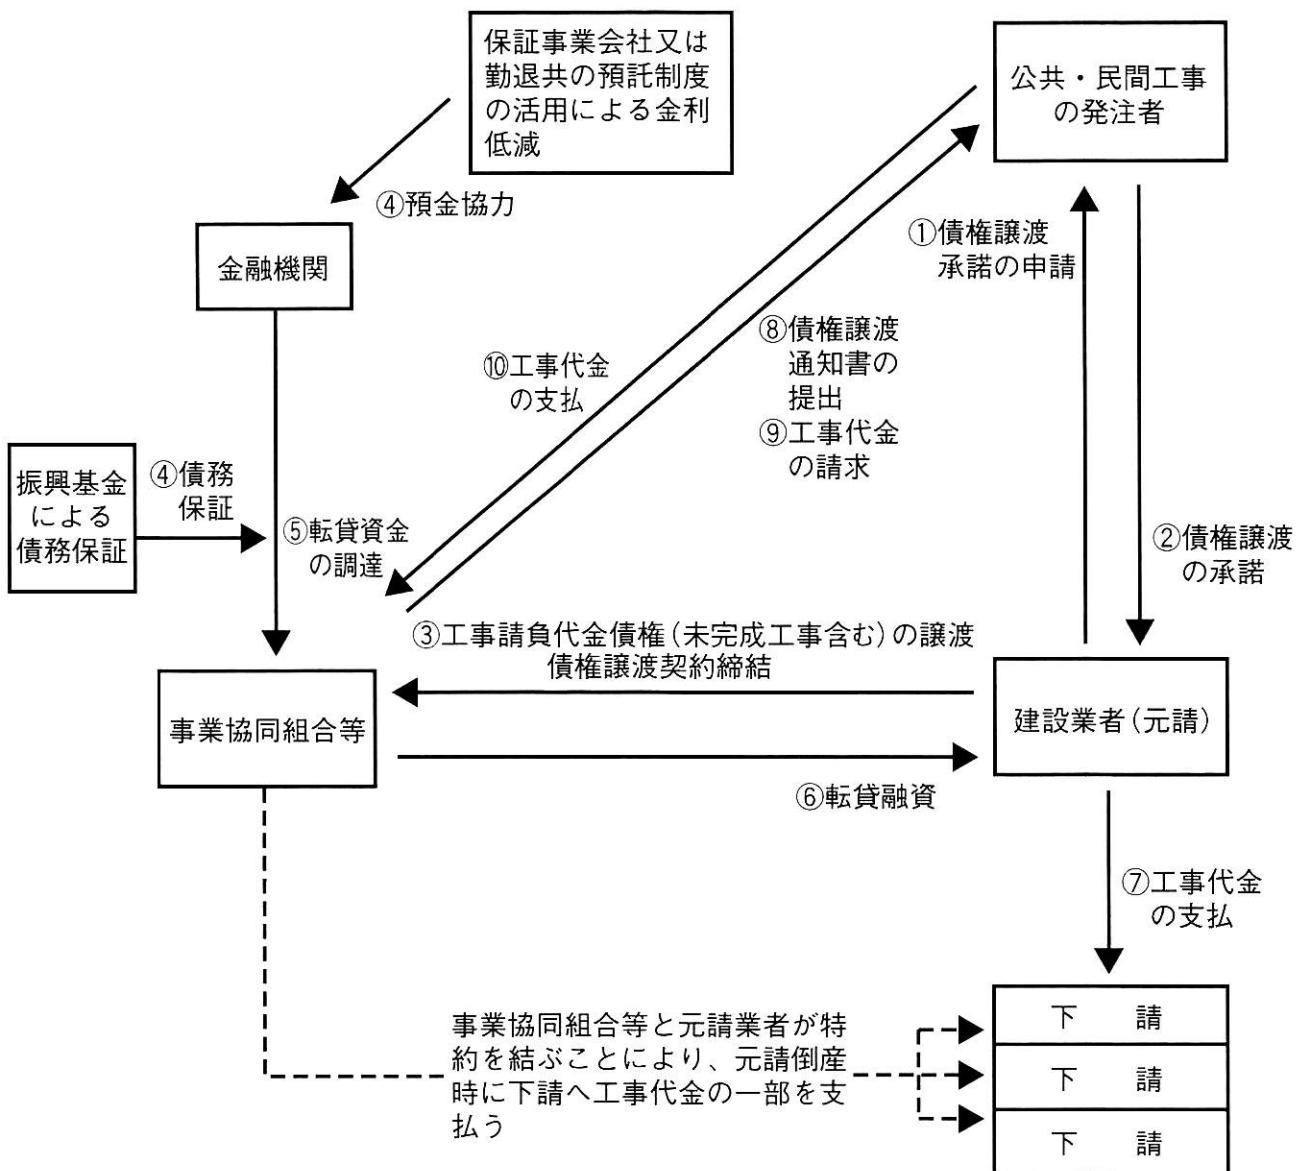 保証事業会社又は
勤退共の預託制度
の活用による金利
低減
公共・民間工事
の発注者
④預金協力
金融機関
①債権譲渡
承諾の申請
⑧債権譲渡
通知書の
提出
⑨工事代金
の請求
⑩工事代金
の支払
振興基金
による
債務保証
④債務
保証
⑤転貸資金
の調達
②債権譲渡
の承諾
③工事請負代金債権(未完成工事含む)の譲渡
債権譲渡契約締結
事業協同組合等
建設業者(元請)
⑥転貸融資
⑦工事代金
の支払
事業協同組合等と元請業者が特
約を結ぶことにより、元請倒産
時に下請へ工事代金の一部を支
払う
下 請
下 請
下 請